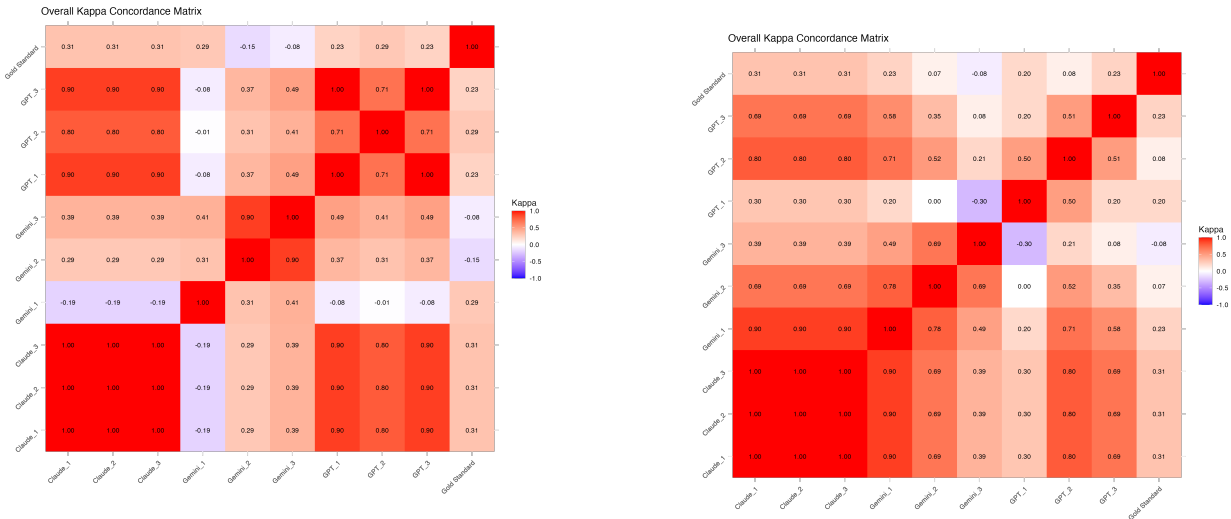 Overall Kappa Concordance Matrix
Gold Standard 0.31 0.31 0.31 0.29 -0.15 -0.08 0.23 0.29 0.23 1.00
GPT_3 0.90 0.90 0.90 -0.08 0.37 0.49 1.00 0.71 1.00 0.23
GPT_2 0.80 0.80 0.80 -0.01 0.31 0.41 0.71 1.00 0.71 0.29
GPT_1 0.90 0.90 0.90 -0.08 0.37 0.49 1.00 0.71 1.00 0.23
Gemini_3 0.39 0.39 0.39 0.41 0.90 1.00 0.49 0.41 0.49 -0.08
Gemini_2 0.29 0.29 0.29 0.31 1.00 0.90 0.37 0.31 0.37 -0.15
Gemini_1 -0.19 -0.19 -0.19 1.00 0.31 0.41 -0.08 -0.01 -0.08 0.29
Claude_3 1.00 1.00 1.00 -0.19 0.29 0.39 0.90 0.80 0.90 0.31
Claude_2 1.00 1.00 1.00 -0.19 0.29 0.39 0.90 0.80 0.90 0.31
Claude_1 1.00 1.00 1.00 -0.19 0.29 0.39 0.90 0.80 0.90 0.31
Claude_1 Claude_2 Claude_3 Gemini_1 Gemini_2 Gemini_3 GPT_1 GPT_2 GPT_3 Gold Standard
Kappa
1.0
0.5
0.0
-0.5
-1.0
Overall Kappa Concordance Matrix
Gold Standard 0.31 0.31 0.31 0.23 0.07 -0.08 0.20 0.08 0.23 1.00
GPT_3 0.69 0.69 0.69 0.58 0.35 0.08 0.20 0.51 1.00 0.23
GPT_2 0.80 0.80 0.80 0.71 0.52 0.21 0.50 1.00 0.51 0.08
GPT_1 0.30 0.30 0.30 0.20 0.00 -0.30 1.00 0.50 0.20 0.20
Gemini_3 0.39 0.39 0.39 0.49 0.69 1.00 -0.30 0.21 0.08 -0.08
Gemini_2 0.69 0.69 0.69 0.78 1.00 0.69 0.00 0.52 0.35 0.07
Gemini_1 0.90 0.90 0.90 1.00 0.78 0.49 0.20 0.71 0.58 0.23
Claude_3 1.00 1.00 1.00 0.90 0.69 0.39 0.30 0.80 0.69 0.31
Claude_2 1.00 1.00 1.00 0.90 0.69 0.39 0.30 0.80 0.69 0.31
Claude_1 1.00 1.00 1.00 0.90 0.69 0.39 0.30 0.80 0.69 0.31
Claude_1 Claude_2 Claude_3 Gemini_1 Gemini_2 Gemini_3 GPT_1 GPT_2 GPT_3 Gold Standard
Kappa
1.0
0.5
0.0
-0.5
-1.0